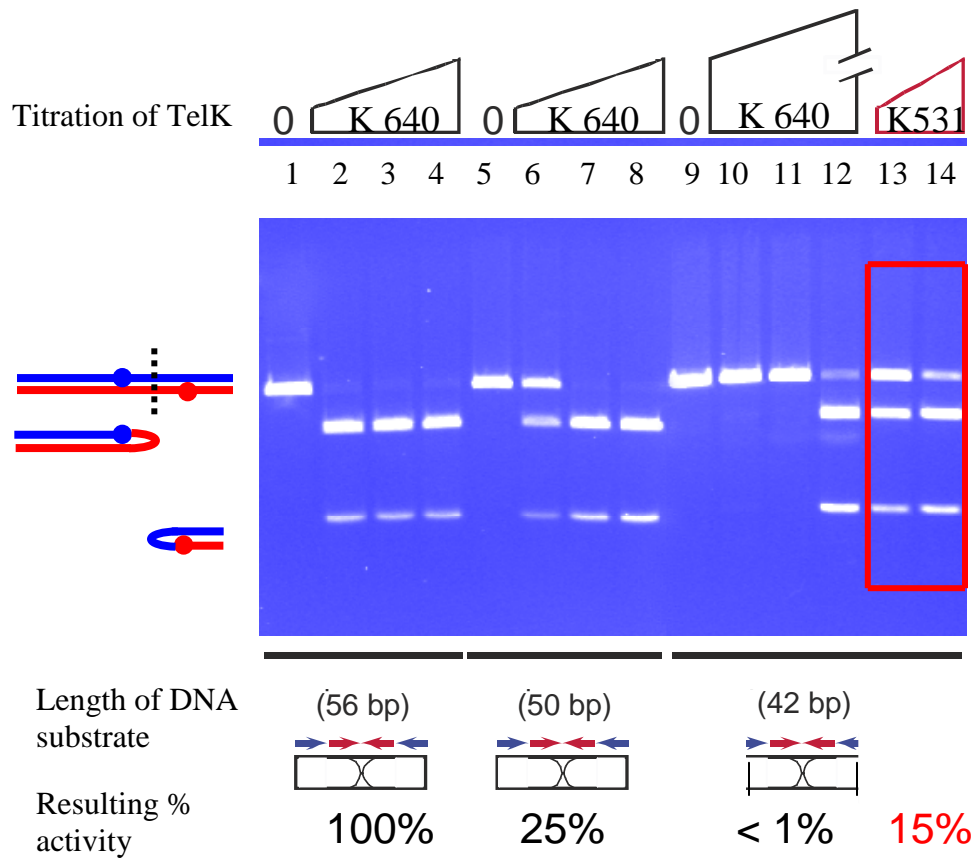 Titration of TelK
0 K 640 0 K 640 0 K 640 K531
1 2 3 4 5 6 7 8 9 10 11 12 13 14
Length of DNA substrate
(56 bp) (50 bp) (42 bp)
Resulting % activity
100% 25% < 1% 15%